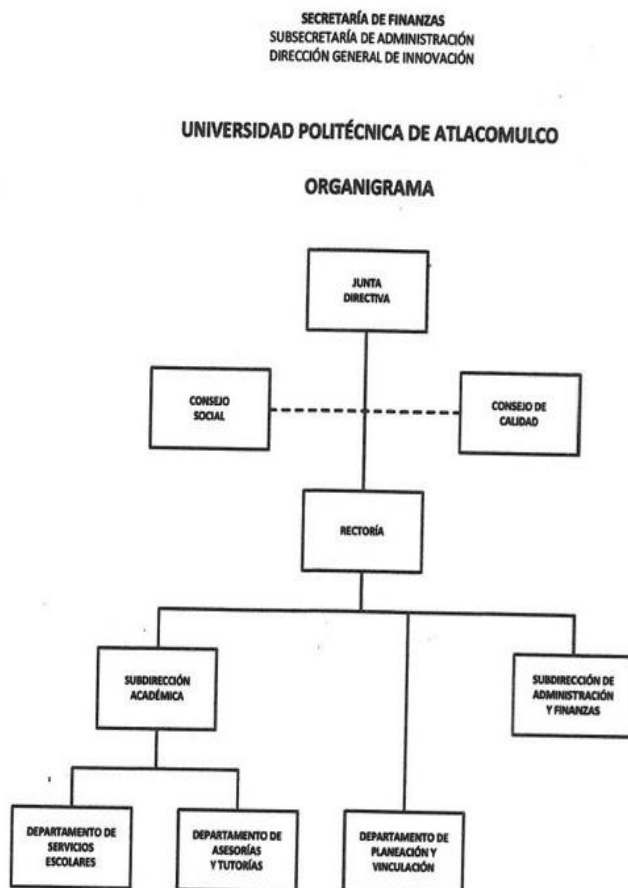 SECRETARÍA DE FINANZAS
SUBSECRETARÍA DE ADMINISTRACIÓN
DIRECCIÓN GENERAL DE INNOVACIÓN
UNIVERSIDAD POLITÉCNICA DE ATLACOMULCO
ORGANIGRAMA
JUNTA
DIRECTIVA
CONSEJO
SOCIAL
CONSEJO DE
CALIDAD
RECTORÍA
SUBDIRECCIÓN
ACADÉMICA
SUBDIRECCIÓN DE
ADMINISTRACIÓN
Y FINANZAS
DEPARTAMENTO DE
SERVICIOS
ESCOLARES
DEPARTAMENTO DE
ASESORÍAS
Y TUTORÍAS
DEPARTAMENTO DE
PLANEACIÓN Y
VINCULACIÓN